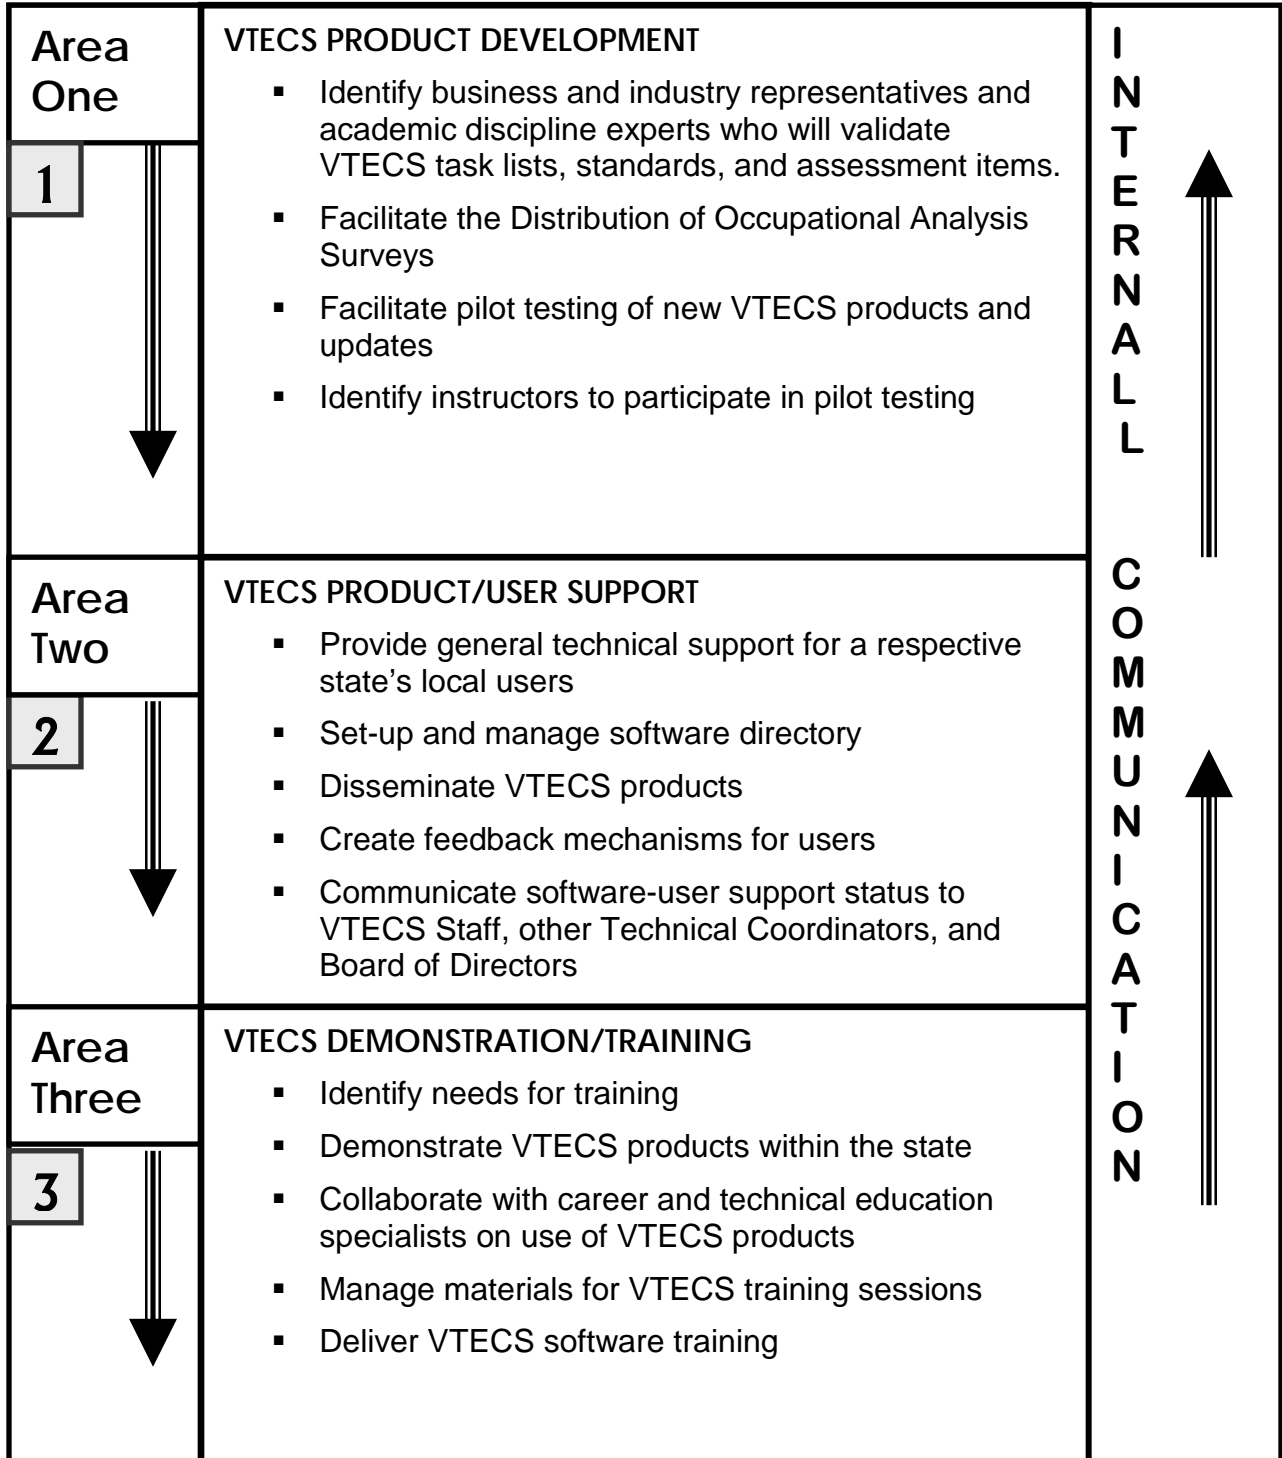 Area
One
1
VTECS PRODUCT DEVELOPMENT
▪ Identify business and industry representatives and
academic discipline experts who will validate
VTECS task lists, standards, and assessment items.
▪ Facilitate the Distribution of Occupational Analysis
Surveys
▪ Facilitate pilot testing of new VTECS products and
updates
▪ Identify instructors to participate in pilot testing
Area
Two
2
VTECS PRODUCT/USER SUPPORT
▪ Provide general technical support for a respective
state’s local users
▪ Set-up and manage software directory
▪ Disseminate VTECS products
▪ Create feedback mechanisms for users
▪ Communicate software-user support status to
VTECS Staff, other Technical Coordinators, and
Board of Directors
Area
Three
3
VTECS DEMONSTRATION/TRAINING
▪ Identify needs for training
▪ Demonstrate VTECS products within the state
▪ Collaborate with career and technical education
specialists on use of VTECS products
▪ Manage materials for VTECS training sessions
▪ Deliver VTECS software training
I
N
T
E
R
N
A
L
L
C
O
M
M
U
N
I
C
A
T
I
O
N